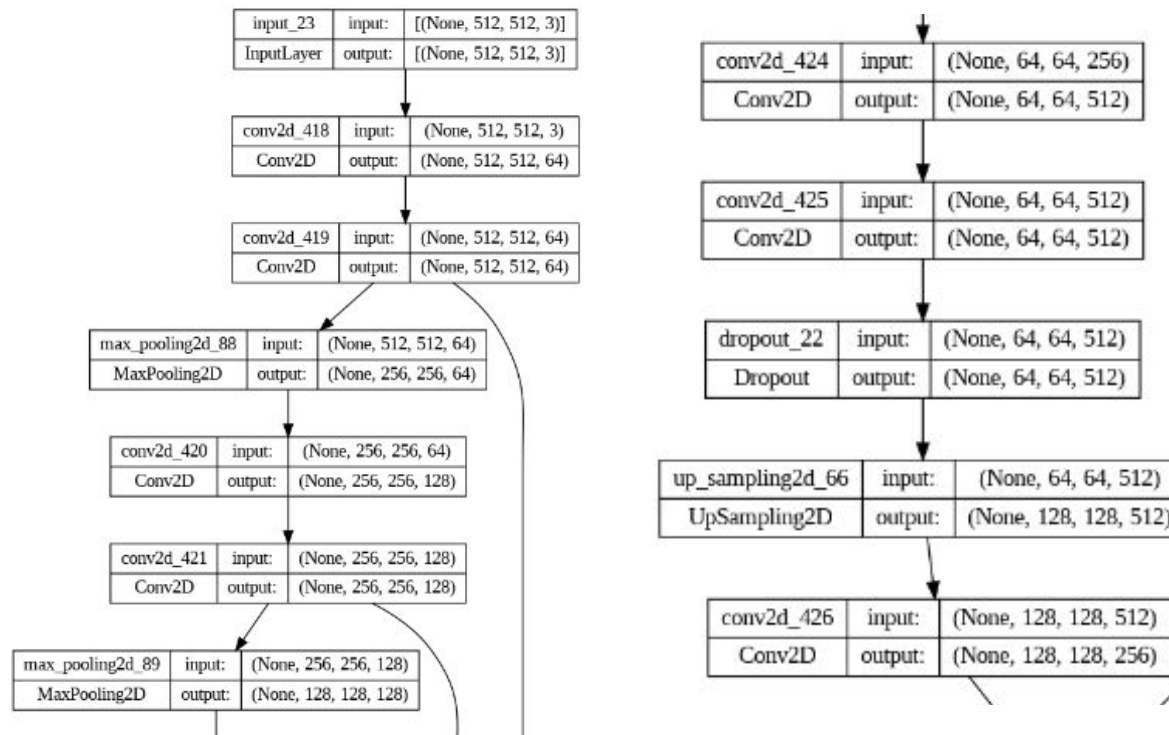 input_23 input: [(None, 512, 512, 3)]
InputLayer output: [(None, 512, 512, 3)]
conv2d_418 input: (None, 512, 512, 3)
Conv2D output: (None, 512, 512, 64)
conv2d_419 input: (None, 512, 512, 64)
Conv2D output: (None, 512, 512, 64)
max_pooling2d_88 input: (None, 512, 512, 64)
MaxPooling2D output: (None, 256, 256, 64)
conv2d_420 input: (None, 256, 256, 64)
Conv2D output: (None, 256, 256, 128)
conv2d_421 input: (None, 256, 256, 128)
Conv2D output: (None, 256, 256, 128)
max_pooling2d_89 input: (None, 256, 256, 128)
MaxPooling2D output: (None, 128, 128, 128)
conv2d_424 input: (None, 64, 64, 256)
Conv2D output: (None, 64, 64, 512)
conv2d_425 input: (None, 64, 64, 512)
Conv2D output: (None, 64, 64, 512)
dropout_22 input: (None, 64, 64, 512)
Dropout output: (None, 64, 64, 512)
up_sampling2d_66 input: (None, 64, 64, 512)
UpSampling2D output: (None, 128, 128, 512)
conv2d_426 input: (None, 128, 128, 512)
Conv2D output: (None, 128, 128, 256)